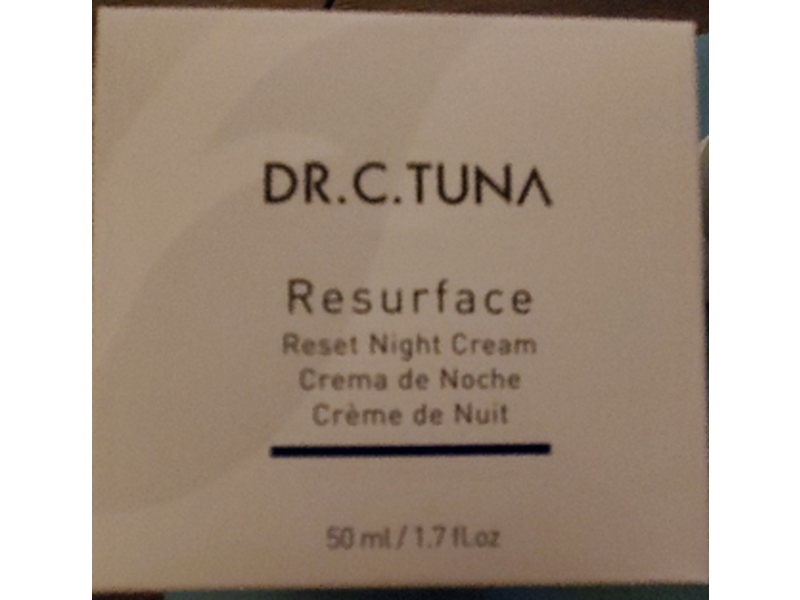 DR.C.TUNA
Resurface
Reset Night Cream
Crema de Noche
Crème de Nuit
50 ml / 1.7 fl.oz